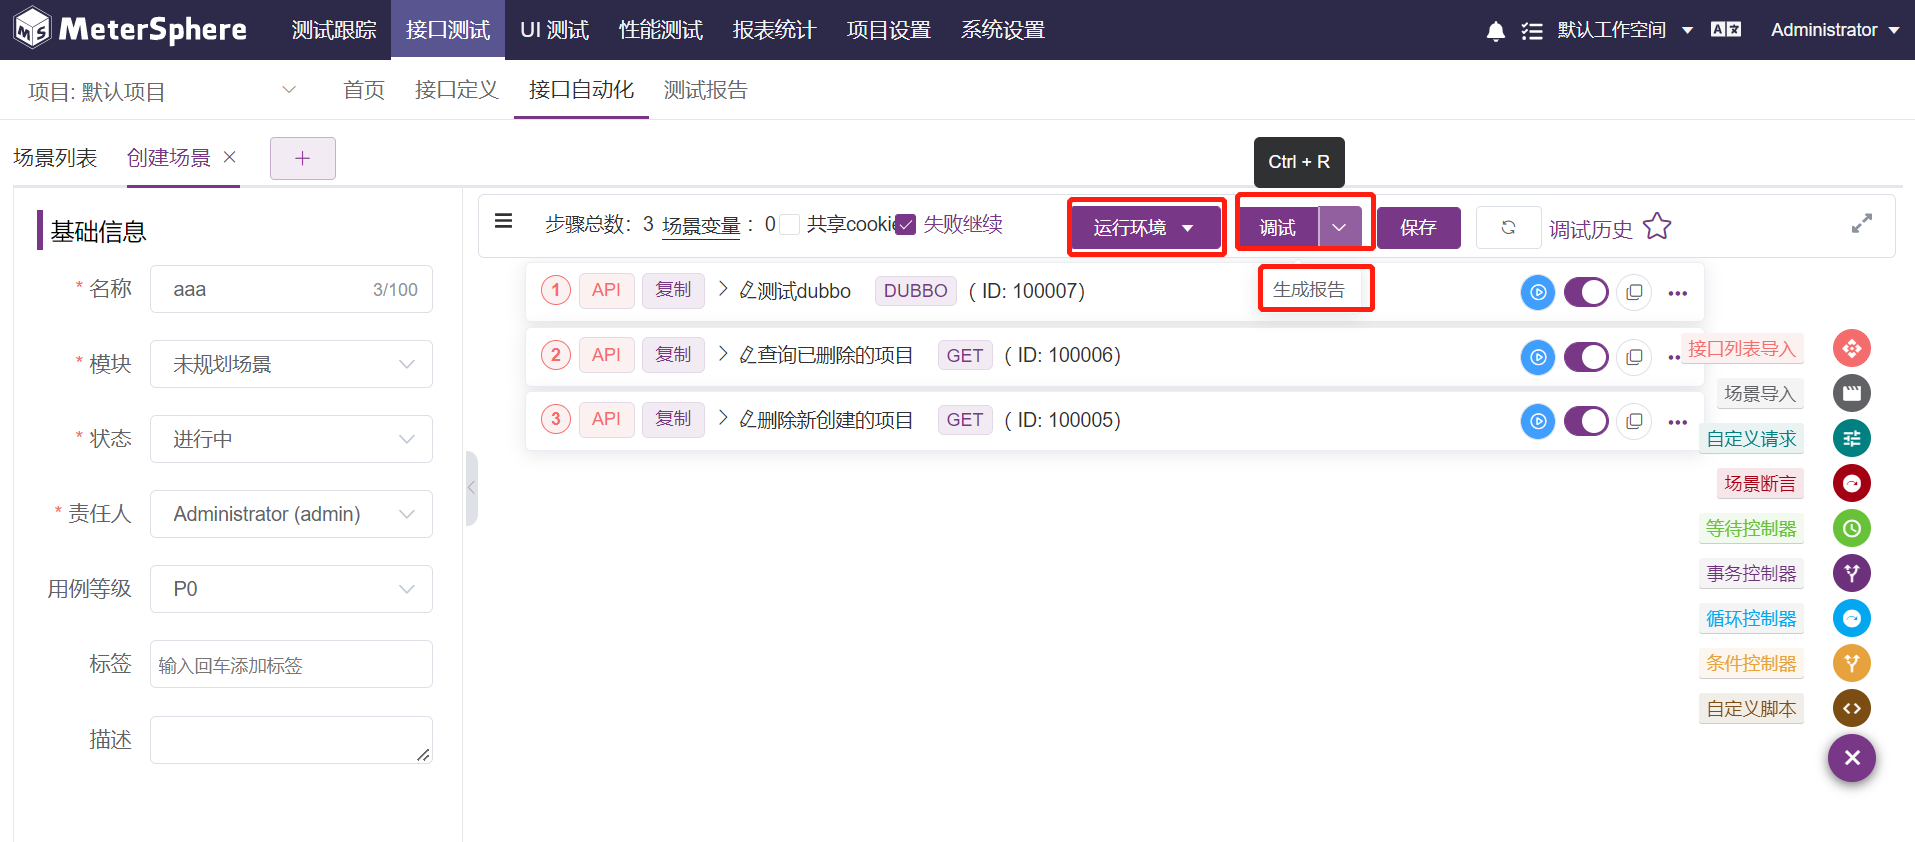 MeterSphere 测试跟踪 接口测试 UI 测试 性能测试 报表统计 项目设置 系统设置 默认工作空间 Administrator
项目: 默认项目 首页 接口定义 接口自动化 测试报告
场景列表 创建场景 × +
Ctrl + R
基础信息
* 名称 aaa 3/100
* 模块 未规划场景
* 状态 进行中
* 责任人 Administrator (admin)
用例等级 P0
标签 输入回车添加标签
描述
步骤总数: 3 场景变量 : 0 共享cookie 失败继续 运行环境 调试 保存 调试历史
生成报告
1 API 复制 测试dubbo DUBBO ( ID: 100007)
2 API 复制 查询已删除的项目 GET ( ID: 100006)
3 API 复制 删除新创建的项目 GET ( ID: 100005)
接口列表导入
场景导入
自定义请求
场景断言
等待控制器
事务控制器
循环控制器
条件控制器
自定义脚本